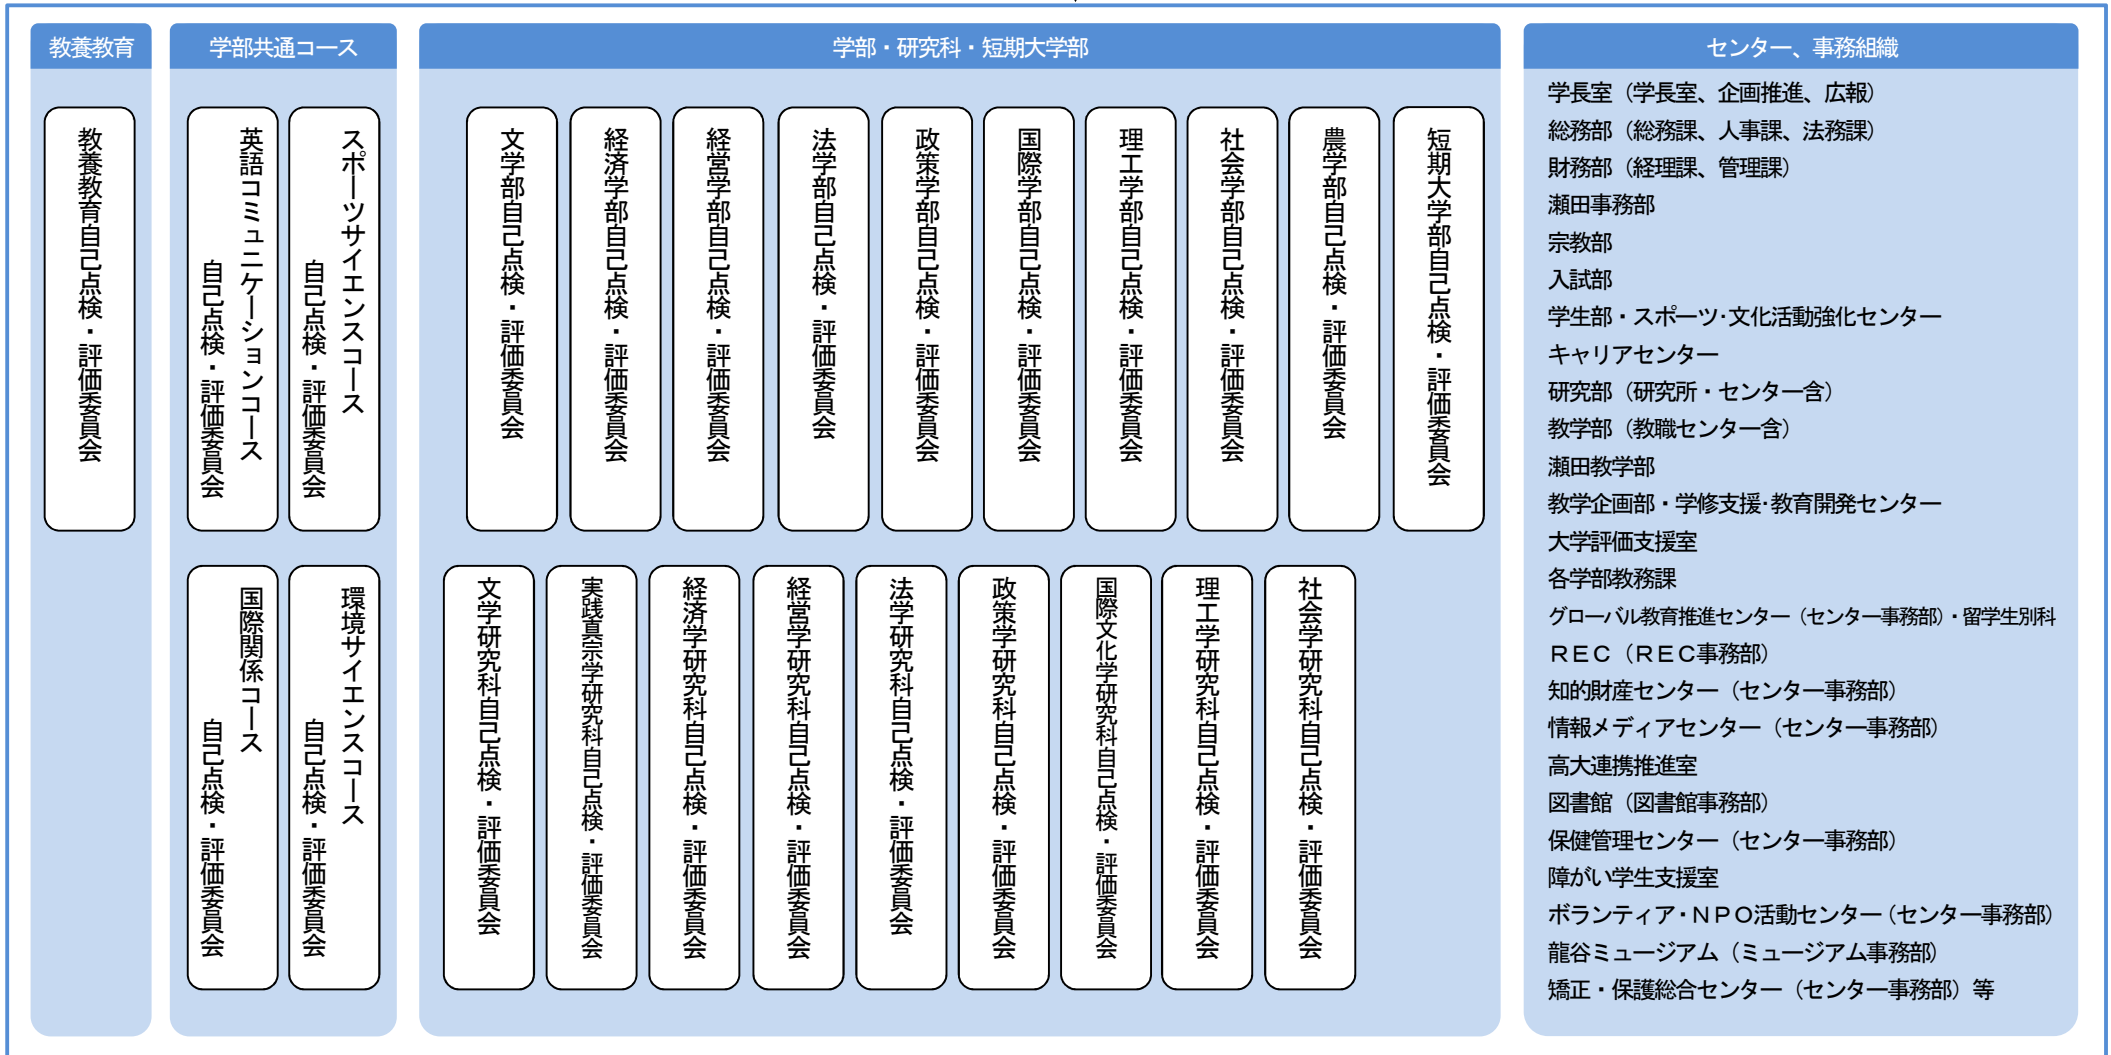 教養教育
教養教育自己点検・評価委員会
学部共通コース
英語コミュニケーションコース
自己点検・評価委員会
スポーツサイエンスコース
自己点検・評価委員会
国際関係コース
自己点検・評価委員会
環境サイエンスコース
自己点検・評価委員会
学部・研究科・短期大学部
文学部自己点検・評価委員会
経済学部自己点検・評価委員会
経営学部自己点検・評価委員会
法学部自己点検・評価委員会
政策学部自己点検・評価委員会
国際学部自己点検・評価委員会
理工学部自己点検・評価委員会
社会学部自己点検・評価委員会
農学部自己点検・評価委員会
短期大学部自己点検・評価委員会
文学研究科自己点検・評価委員会
実践真宗学研究科自己点検・評価委員会
経済学研究科自己点検・評価委員会
経営学研究科自己点検・評価委員会
法学研究科自己点検・評価委員会
政策学研究科自己点検・評価委員会
国際文化学研究科自己点検・評価委員会
理工学研究科自己点検・評価委員会
社会学研究科自己点検・評価委員会
センター、事務組織
学長室（学長室、企画推進、広報）
総務部（総務課、人事課、法務課）
財務部（経理課、管理課）
瀬田事務部
宗教部
入試部
学生部・スポーツ・文化活動強化センター
キャリアセンター
研究部（研究所・センター含）
教学部（教職センター含）
瀬田教学部
教学企画部・学修支援・教育開発センター
大学評価支援室
各学部教務課
グローバル教育推進センター（センター事務部）・留学生別科
ＲＥＣ（ＲＥＣ事務部）
知的財産センター（センター事務部）
情報メディアセンター（センター事務部）
高大連携推進室
図書館（図書館事務部）
保健管理センター（センター事務部）
障がい学生支援室
ボランティア・ＮＰＯ活動センター（センター事務部）
龍谷ミュージアム（ミュージアム事務部）
矯正・保護総合センター（センター事務部）等